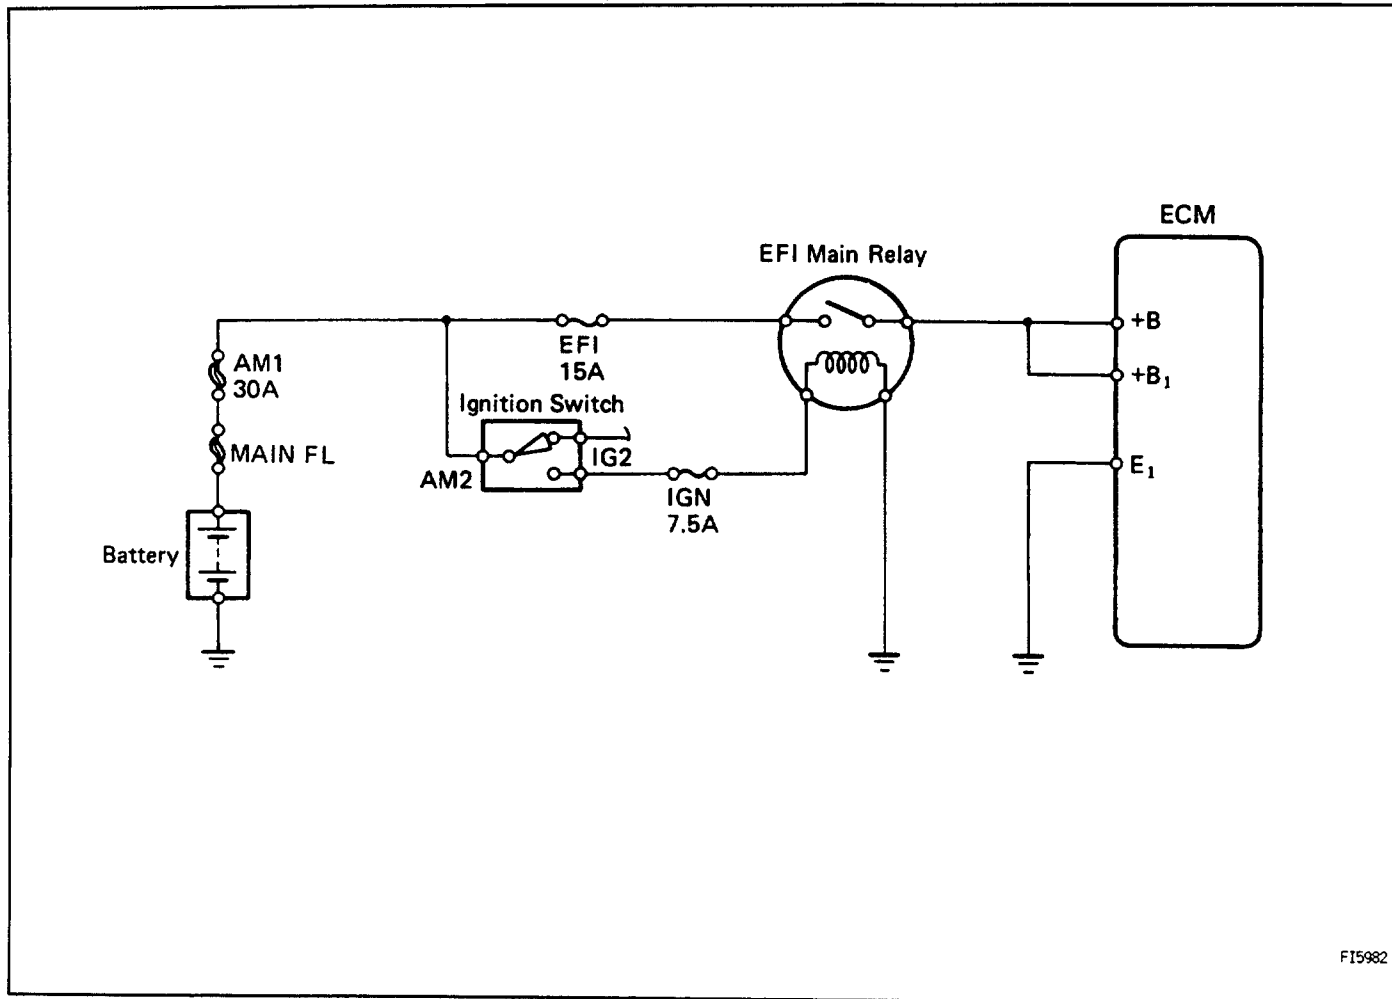 ECM
EFI Main Relay
+B
EFI
15A
AM1
30A
+B₁
Ignition Switch
MAIN FL
IG2
E₁
AM2
IGN
7.5A
Battery
FI5982